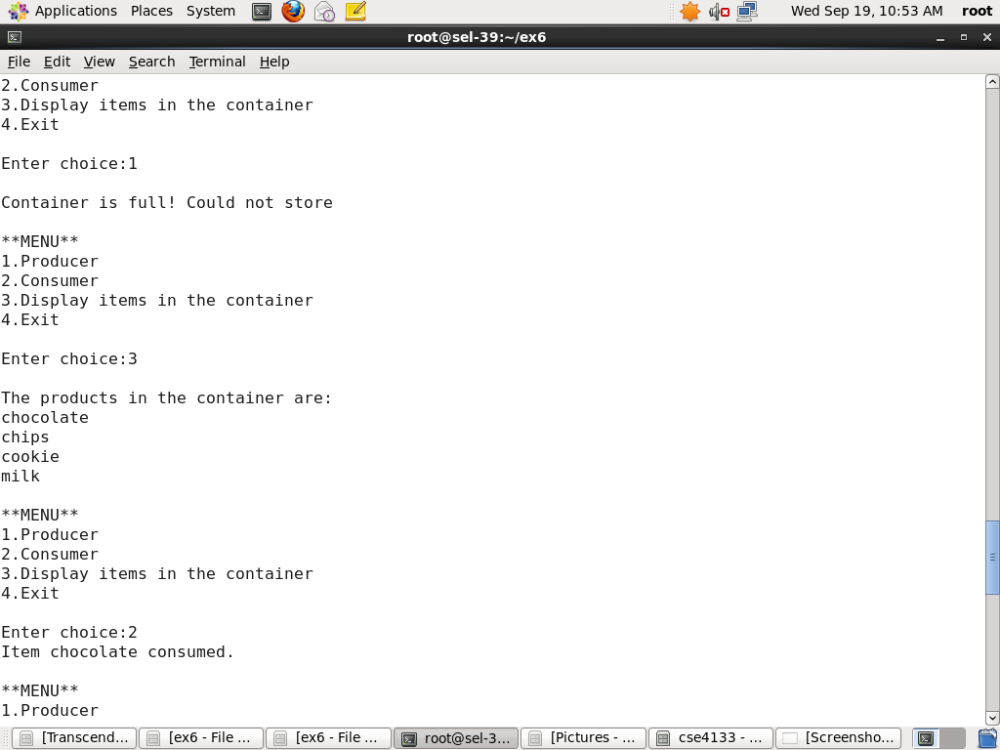 Applications Places System Wed Sep 19, 10:53 AM root
root@sel-39:~/ex6
File Edit View Search Terminal Help
2.Consumer
3.Display items in the container
4.Exit
Enter choice:1
Container is full! Could not store
**MENU**
1.Producer
2.Consumer
3.Display items in the container
4.Exit
Enter choice:3
The products in the container are:
chocolate
chips
cookie
milk
**MENU**
1.Producer
2.Consumer
3.Display items in the container
4.Exit
Enter choice:2
Item chocolate consumed.
**MENU**
1.Producer
[Transcend... [ex6 - File ... [ex6 - File ... root@sel-3... [Pictures - ... cse4133 - ... [Screensho...